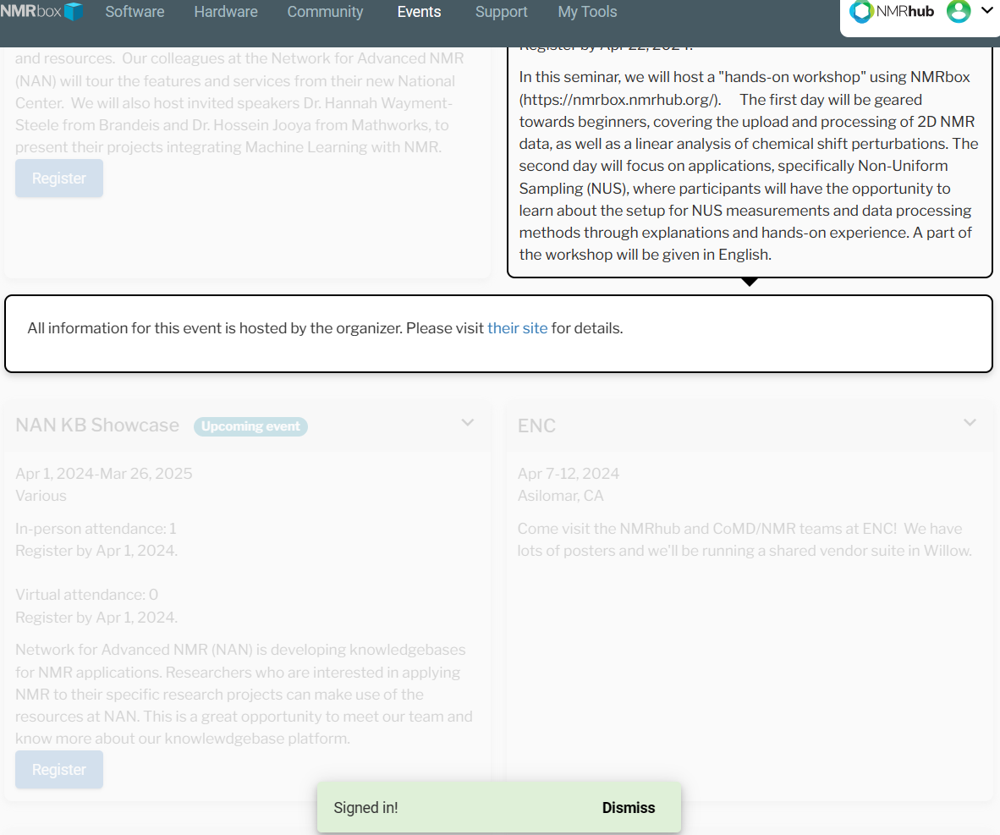 NMRbox Software Hardware Community Events Support My Tools NMRhub
and resources.  Our colleagues at the Network for Advanced NMR
(NAN) will tour the features and services from their new National
Center.  We will also host invited speakers Dr. Hannah Wayment-
Steele from Brandeis and Dr. Hossein Jooya from Mathworks, to
present their projects integrating Machine Learning with NMR.
Register
Register by Apr 22, 2024.
In this seminar, we will host a "hands-on workshop" using NMRbox
(https://nmrbox.nmrhub.org/).     The first day will be geared
towards beginners, covering the upload and processing of 2D NMR
data, as well as a linear analysis of chemical shift perturbations. The
second day will focus on applications, specifically Non-Uniform
Sampling (NUS), where participants will have the opportunity to
learn about the setup for NUS measurements and data processing
methods through explanations and hands-on experience. A part of
the workshop will be given in English.
All information for this event is hosted by the organizer. Please visit their site for details.
NAN KB Showcase Upcoming event
Apr 1, 2024-Mar 26, 2025
Various
In-person attendance: 1
Register by Apr 1, 2024.
Virtual attendance: 0
Register by Apr 1, 2024.
Network for Advanced NMR (NAN) is developing knowledgebases
for NMR applications. Researchers who are interested in applying
NMR to their specific research projects can make use of the
resources at NAN. This is a great opportunity to meet our team and
know more about our knowlewdgebase platform.
Register
ENC
Apr 7-12, 2024
Asilomar, CA
Come visit the NMRhub and CoMD/NMR teams at ENC!  We have
lots of posters and we'll be running a shared vendor suite in Willow.
Signed in! Dismiss